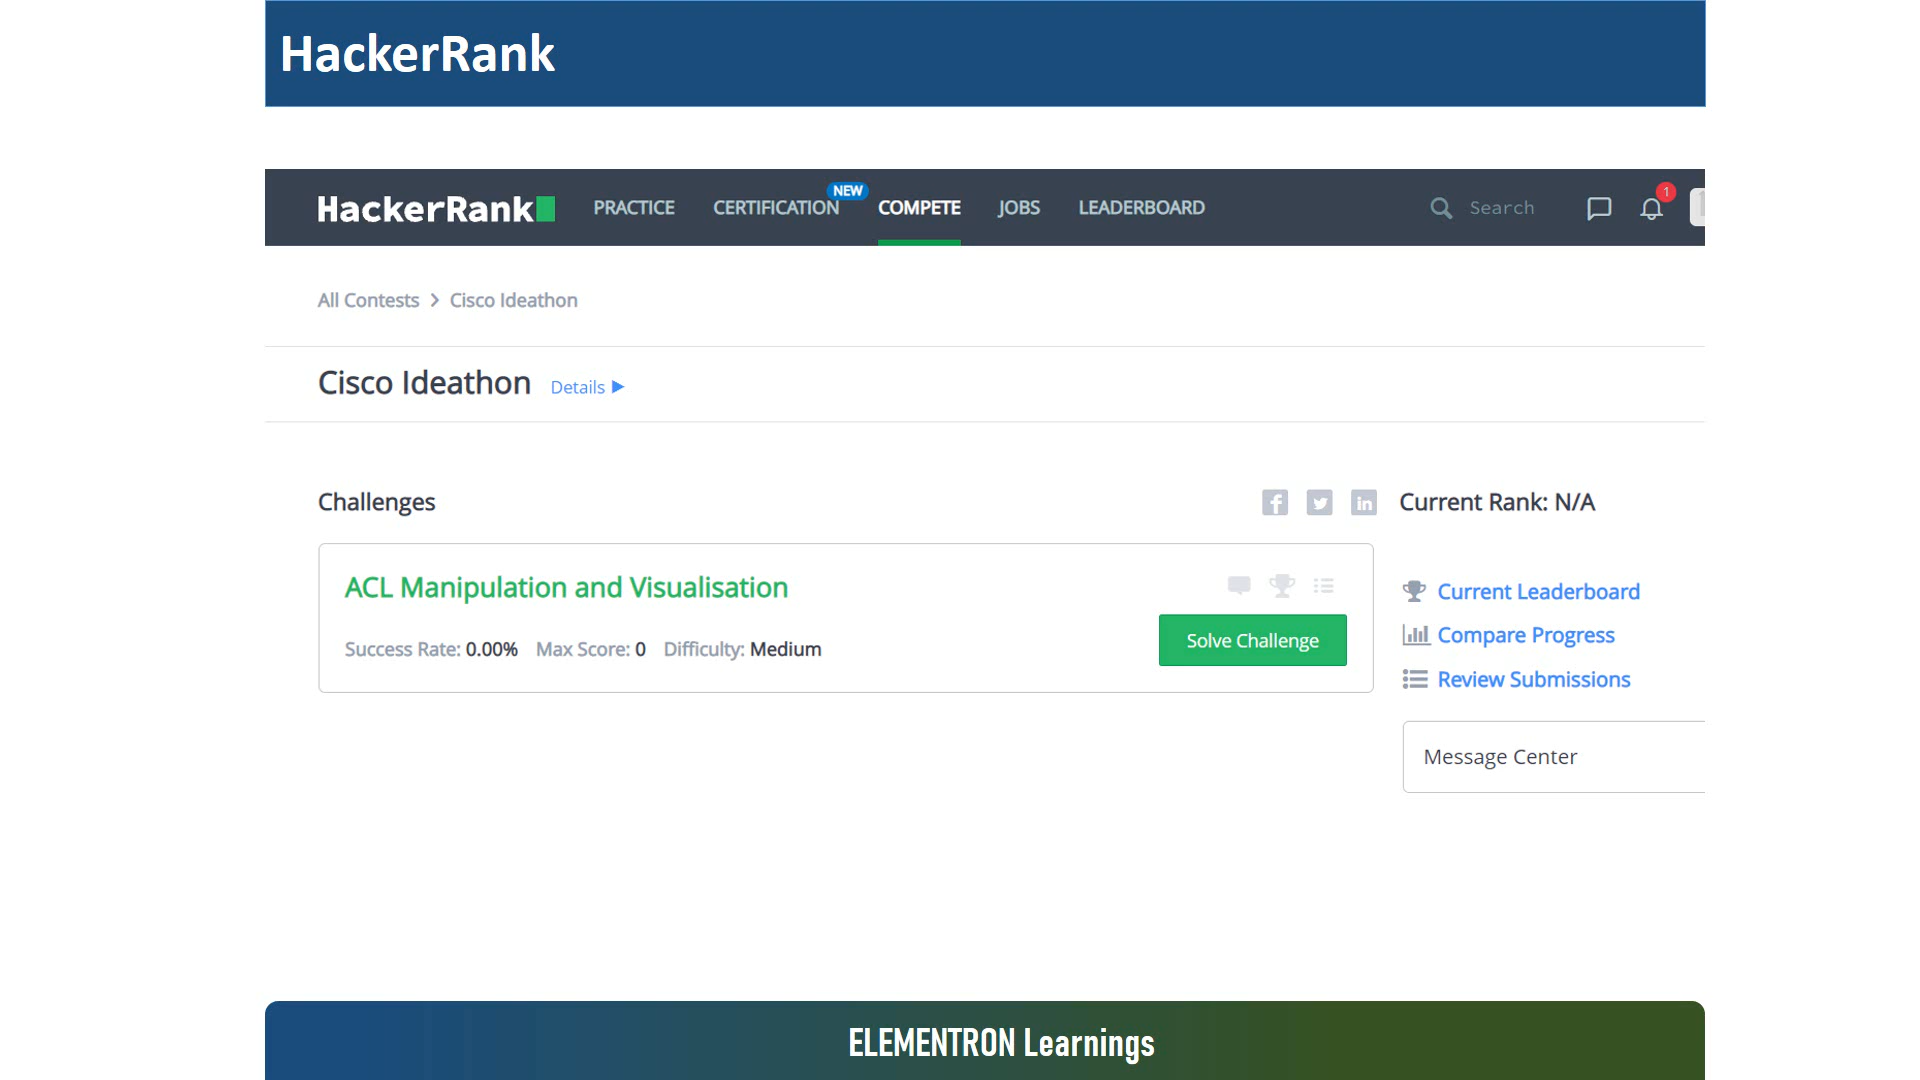 HackerRank
HackerRank PRACTICE CERTIFICATION NEW COMPETE JOBS LEADERBOARD Search 1
All Contests > Cisco Ideathon
Cisco Ideathon Details ▶
Challenges Current Rank: N/A
ACL Manipulation and Visualisation
Success Rate: 0.00% Max Score: 0 Difficulty: Medium
Solve Challenge
Current Leaderboard
Compare Progress
Review Submissions
Message Center
ELEMENTRON Learnings